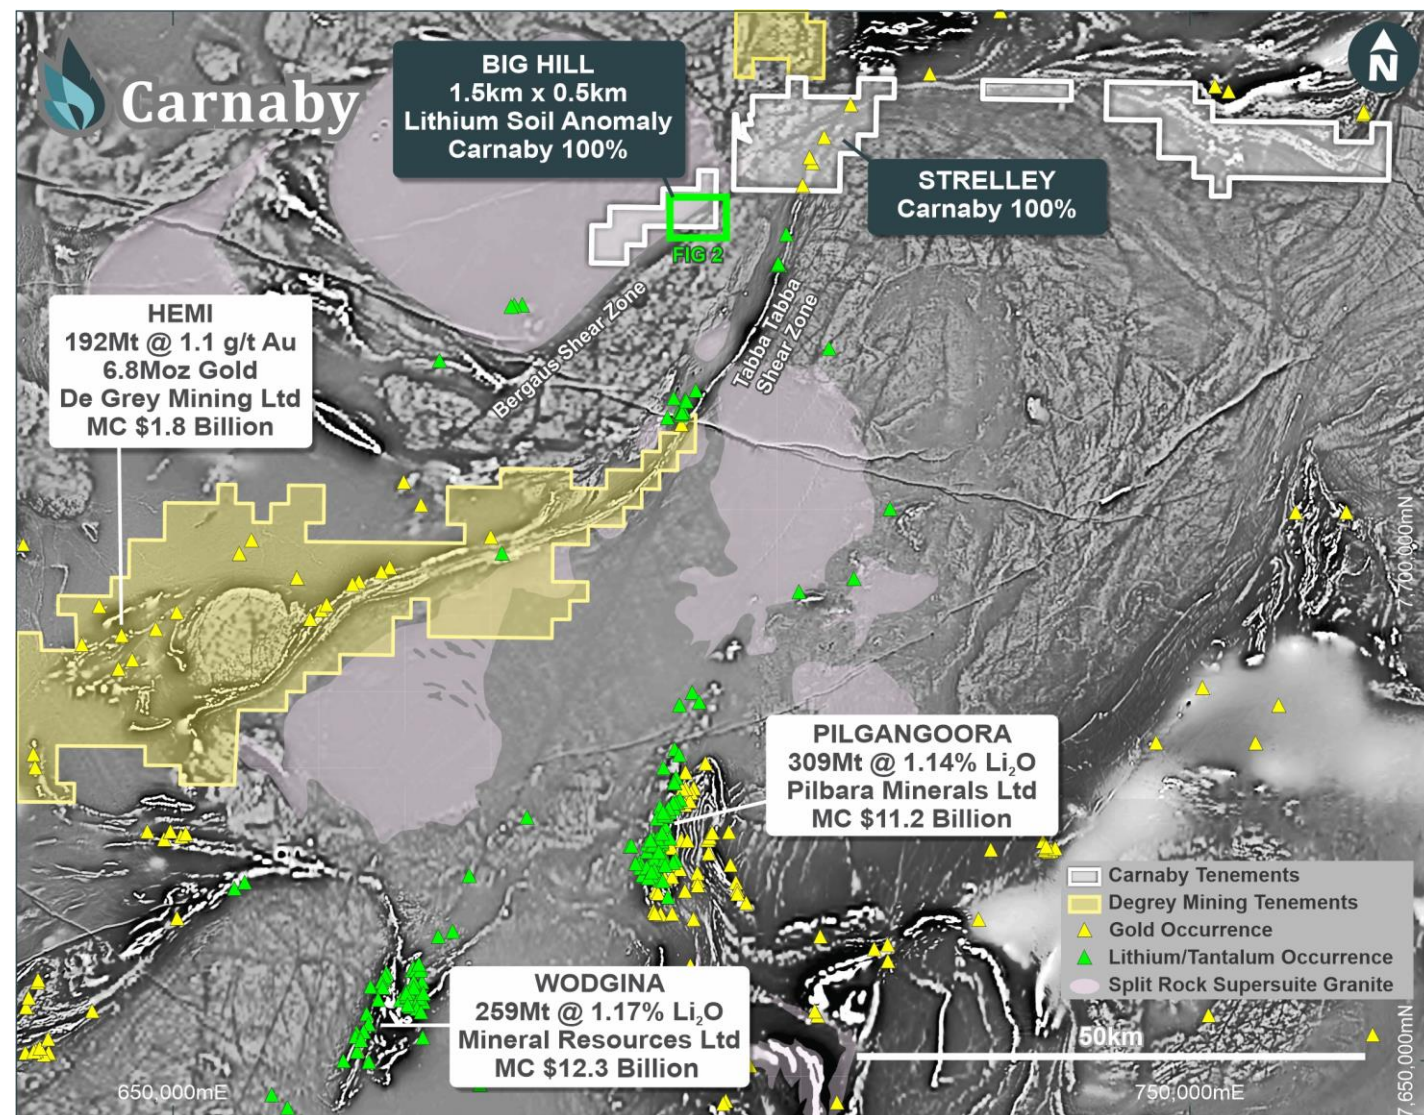 Carnaby
BIG HILL
1.5km x 0.5km
Lithium Soil Anomaly
Carnaby 100%
N
STRELLEY
Carnaby 100%
FIG 2
HEMI
192Mt @ 1.1 g/t Au
6.8Moz Gold
De Grey Mining Ltd
MC $1.8 Billion
Bergaus Shear Zone
Tabba Tabba
Shear Zone
7,700,000mN
PILGANGOORA
309Mt @ 1.14% Li₂O
Pilbara Minerals Ltd
MC $11.2 Billion
Carnaby Tenements
Degrey Mining Tenements
Gold Occurrence
Lithium/Tantalum Occurrence
Split Rock Supersuite Granite
WODGINA
259Mt @ 1.17% Li₂O
Mineral Resources Ltd
MC $12.3 Billion
50km
650,000mE
750,000mE
7,650,000mN